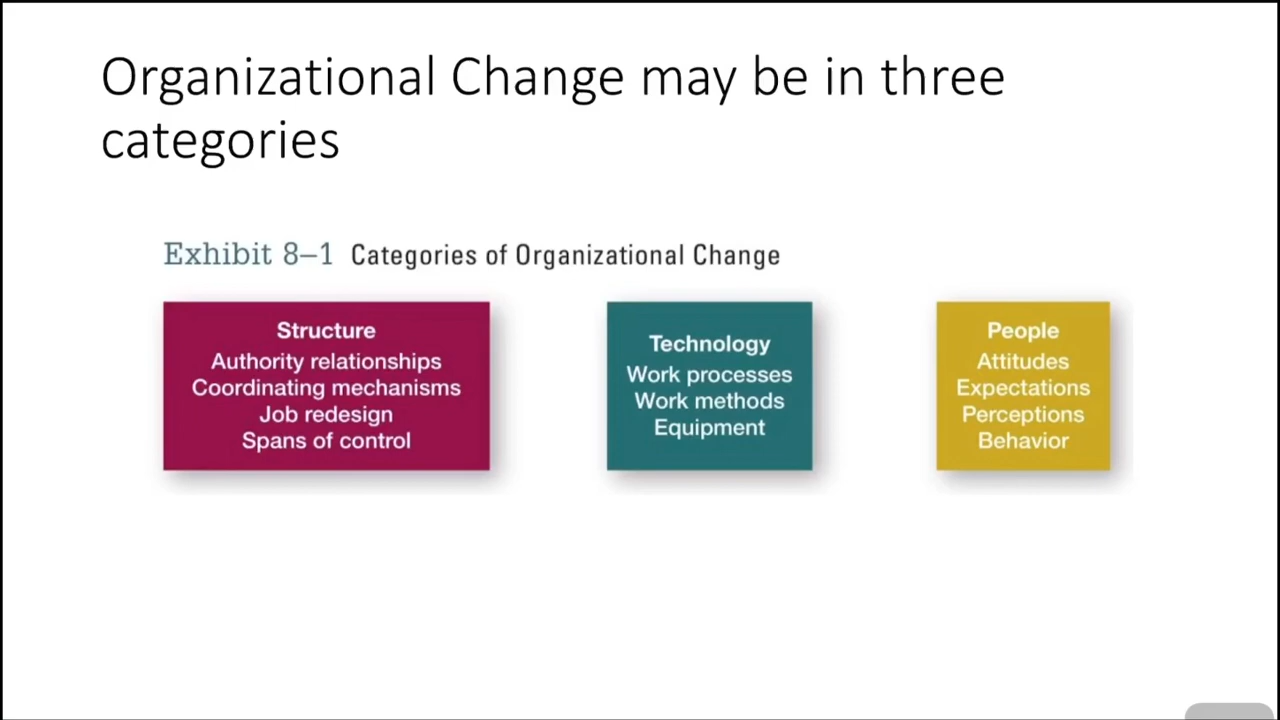 Organizational Change may be in three
categories
Exhibit 8–1 Categories of Organizational Change
Structure
Authority relationships
Coordinating mechanisms
Job redesign
Spans of control
Technology
Work processes
Work methods
Equipment
People
Attitudes
Expectations
Perceptions
Behavior